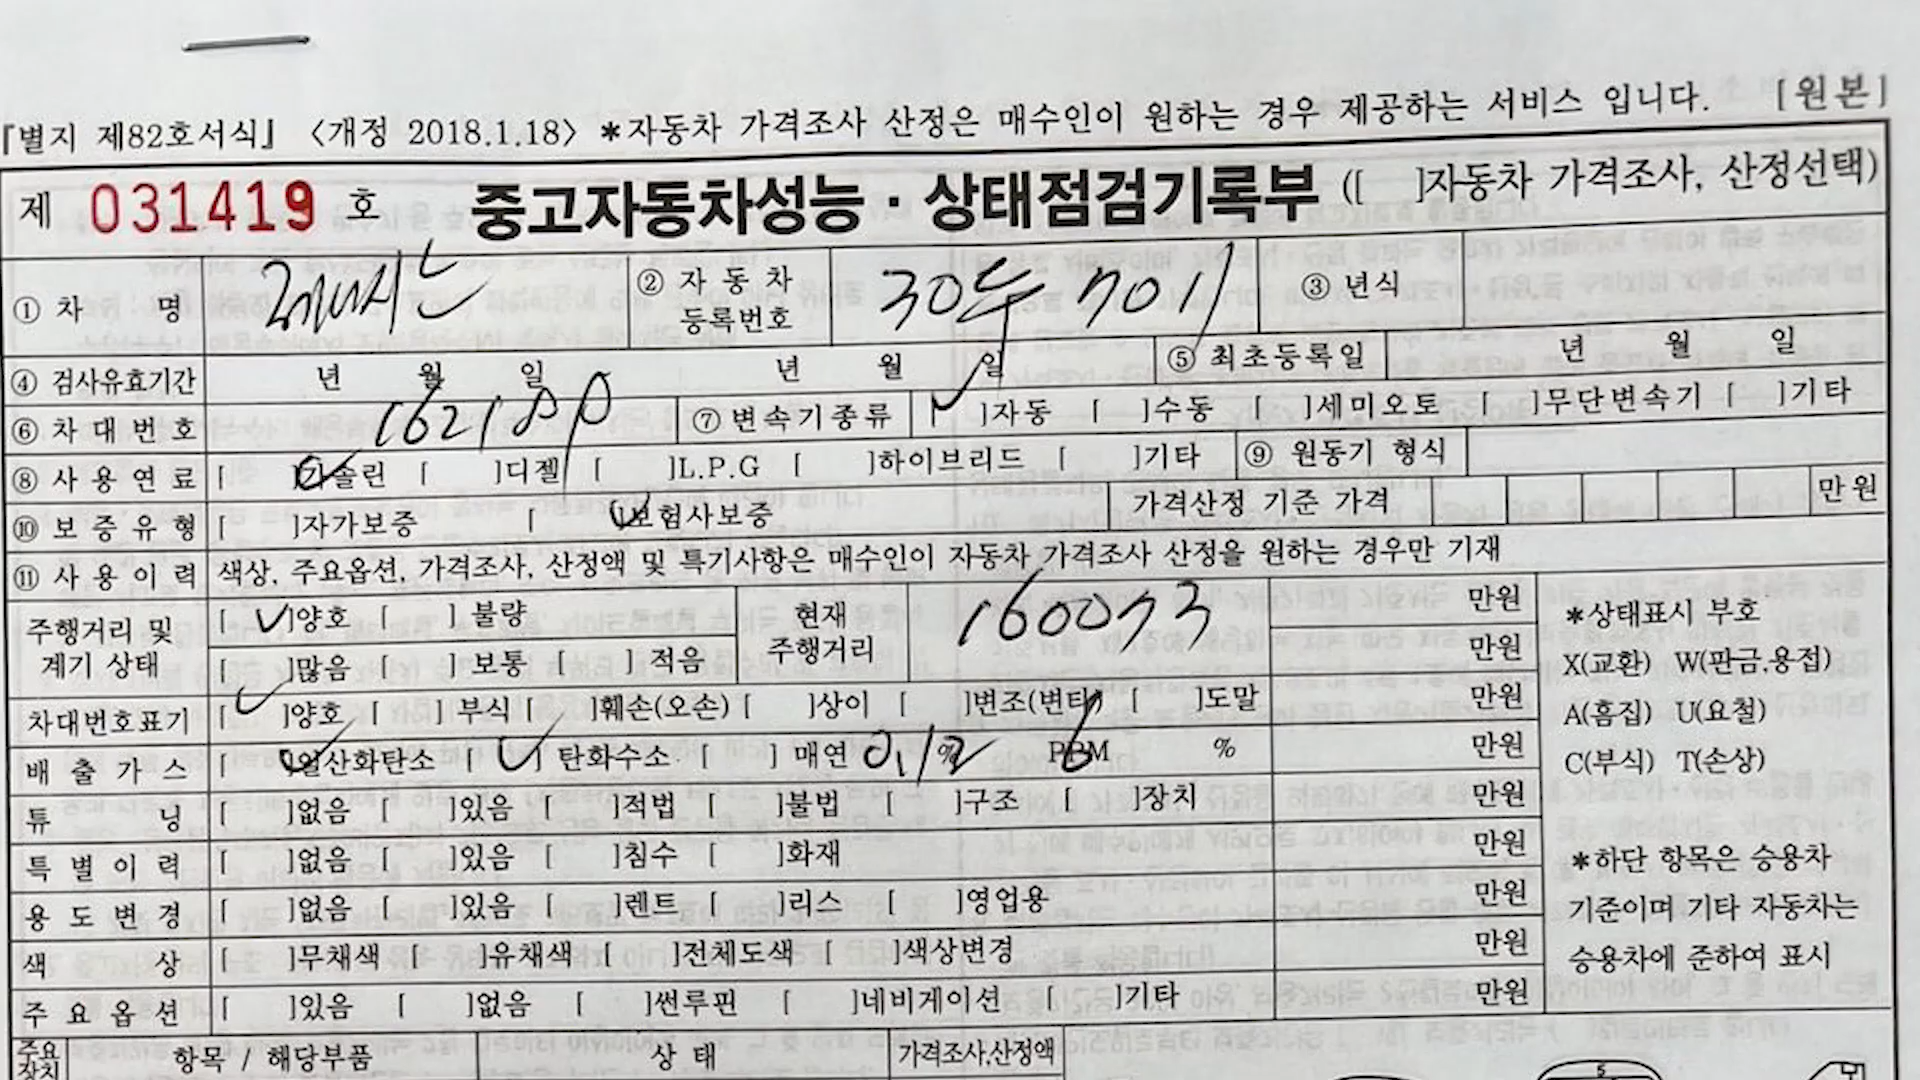 [원본]
『별지 제82호서식』 〈개정 2018.1.18〉 *자동차 가격조사 산정은 매수인이 원하는 경우 제공하는 서비스 입니다.
제 031419 호 중고자동차성능·상태점검기록부 ([ ]자동차 가격조사, 산정선택)
① 차 명 ② 자동차 등록번호 30두 7011 ③ 년식
④ 검사유효기간 년 월 일 년 월 일 ⑤ 최초등록일 년 월 일
⑥ 차대번호 ⑦ 변속기종류 [✓]자동 [ ]수동 [ ]세미오토 [ ]무단변속기 [ ]기타
⑧ 사용연료 [✓]가솔린 [ ]디젤 [ ]L.P.G [ ]하이브리드 [ ]기타 ⑨ 원동기 형식
⑩ 보증유형 [ ]자가보증 [✓]보험사보증 가격산정 기준 가격 만원
⑪ 사용이력 색상, 주요옵션, 가격조사, 산정액 및 특기사항은 매수인이 자동차 가격조사 산정을 원하는 경우만 기재
주행거리 및 계기 상태 [✓]양호 [ ] 불량 현재 주행거리 160073 만원
[ ]많음 [ ] 보통 [ ] 적음 만원
차대번호표기 [✓]양호 [ ] 부식 [ ]훼손(오손) [ ]상이 [ ]변조(변타) [ ]도말 만원
배출가스 [✓]일산화탄소 [✓] 탄화수소 [ ] 매연 0.12 % 6 PPM % 만원
튜 닝 [ ]없음 [ ]있음 [ ]적법 [ ]불법 [ ]구조 [ ]장치 만원
특별이력 [ ]없음 [ ]있음 [ ]침수 [ ]화재 만원
용도변경 [ ]없음 [ ]있음 [ ]렌트 [ ]리스 [ ]영업용 만원
색 상 [ ]무채색 [ ]유채색 [ ]전체도색 [ ]색상변경 만원
주요옵션 [ ]있음 [ ]없음 [ ]썬루핀 [ ]네비게이션 [ ]기타 만원
*상태표시 부호
X(교환) W(판금,용접)
A(흠집) U(요철)
C(부식) T(손상)
*하단 항목은 승용차
기준이며 기타 자동차는
승용차에 준하여 표시
주요장치 항목 / 해당부품 상 태 가격조사,산정액